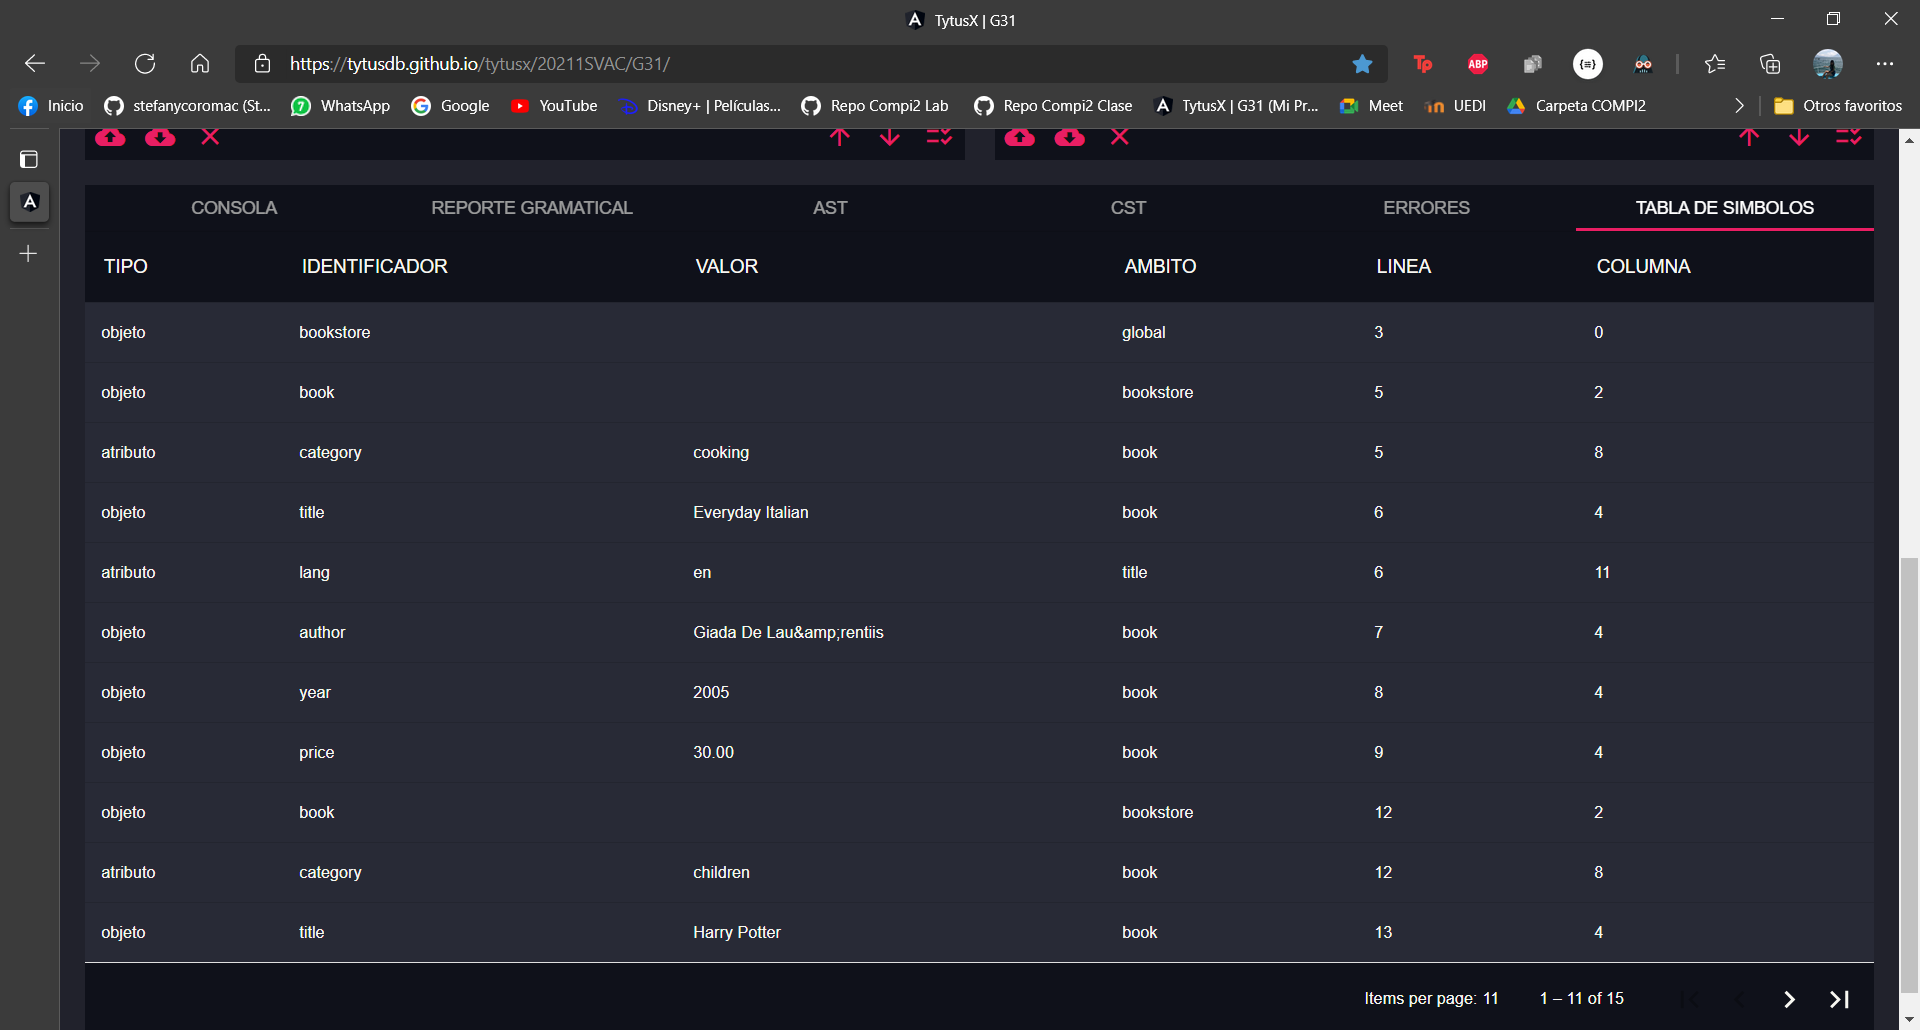 TytusX | G31
https://tytusdb.github.io/tytusx/20211SVAC/G31/
Tp ABP {=}
Inicio stefanycoromac (St... 7 WhatsApp Google YouTube Disney+ | Películas... Repo Compi2 Lab Repo Compi2 Clase TytusX | G31 (Mi Pr... Meet UEDI Carpeta COMPI2 Otros favoritos
CONSOLA REPORTE GRAMATICAL AST CST ERRORES TABLA DE SIMBOLOS
TIPO IDENTIFICADOR VALOR AMBITO LINEA COLUMNA
objeto bookstore global 3 0
objeto book bookstore 5 2
atributo category cooking book 5 8
objeto title Everyday Italian book 6 4
atributo lang en title 6 11
objeto author Giada De Lau&amp;rentiis book 7 4
objeto year 2005 book 8 4
objeto price 30.00 book 9 4
objeto book bookstore 12 2
atributo category children book 12 8
objeto title Harry Potter book 13 4
Items per page: 11 1 – 11 of 15